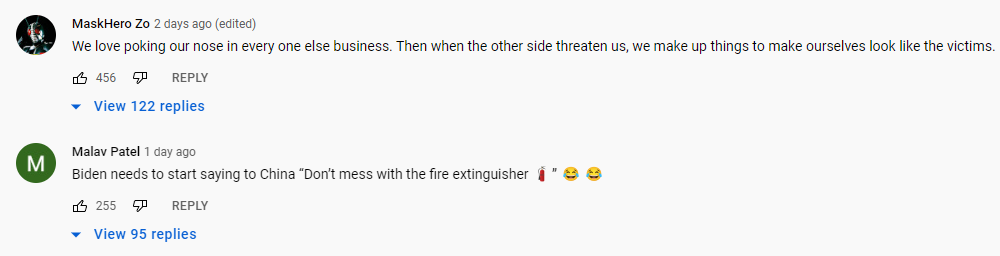 MaskHero Zo 2 days ago (edited)
We love poking our nose in every one else business. Then when the other side threaten us, we make up things to make ourselves look like the victims.
456 REPLY
View 122 replies
M
Malav Patel 1 day ago
Biden needs to start saying to China “Don’t mess with the fire extinguisher 🧯” 😂 😂
255 REPLY
View 95 replies